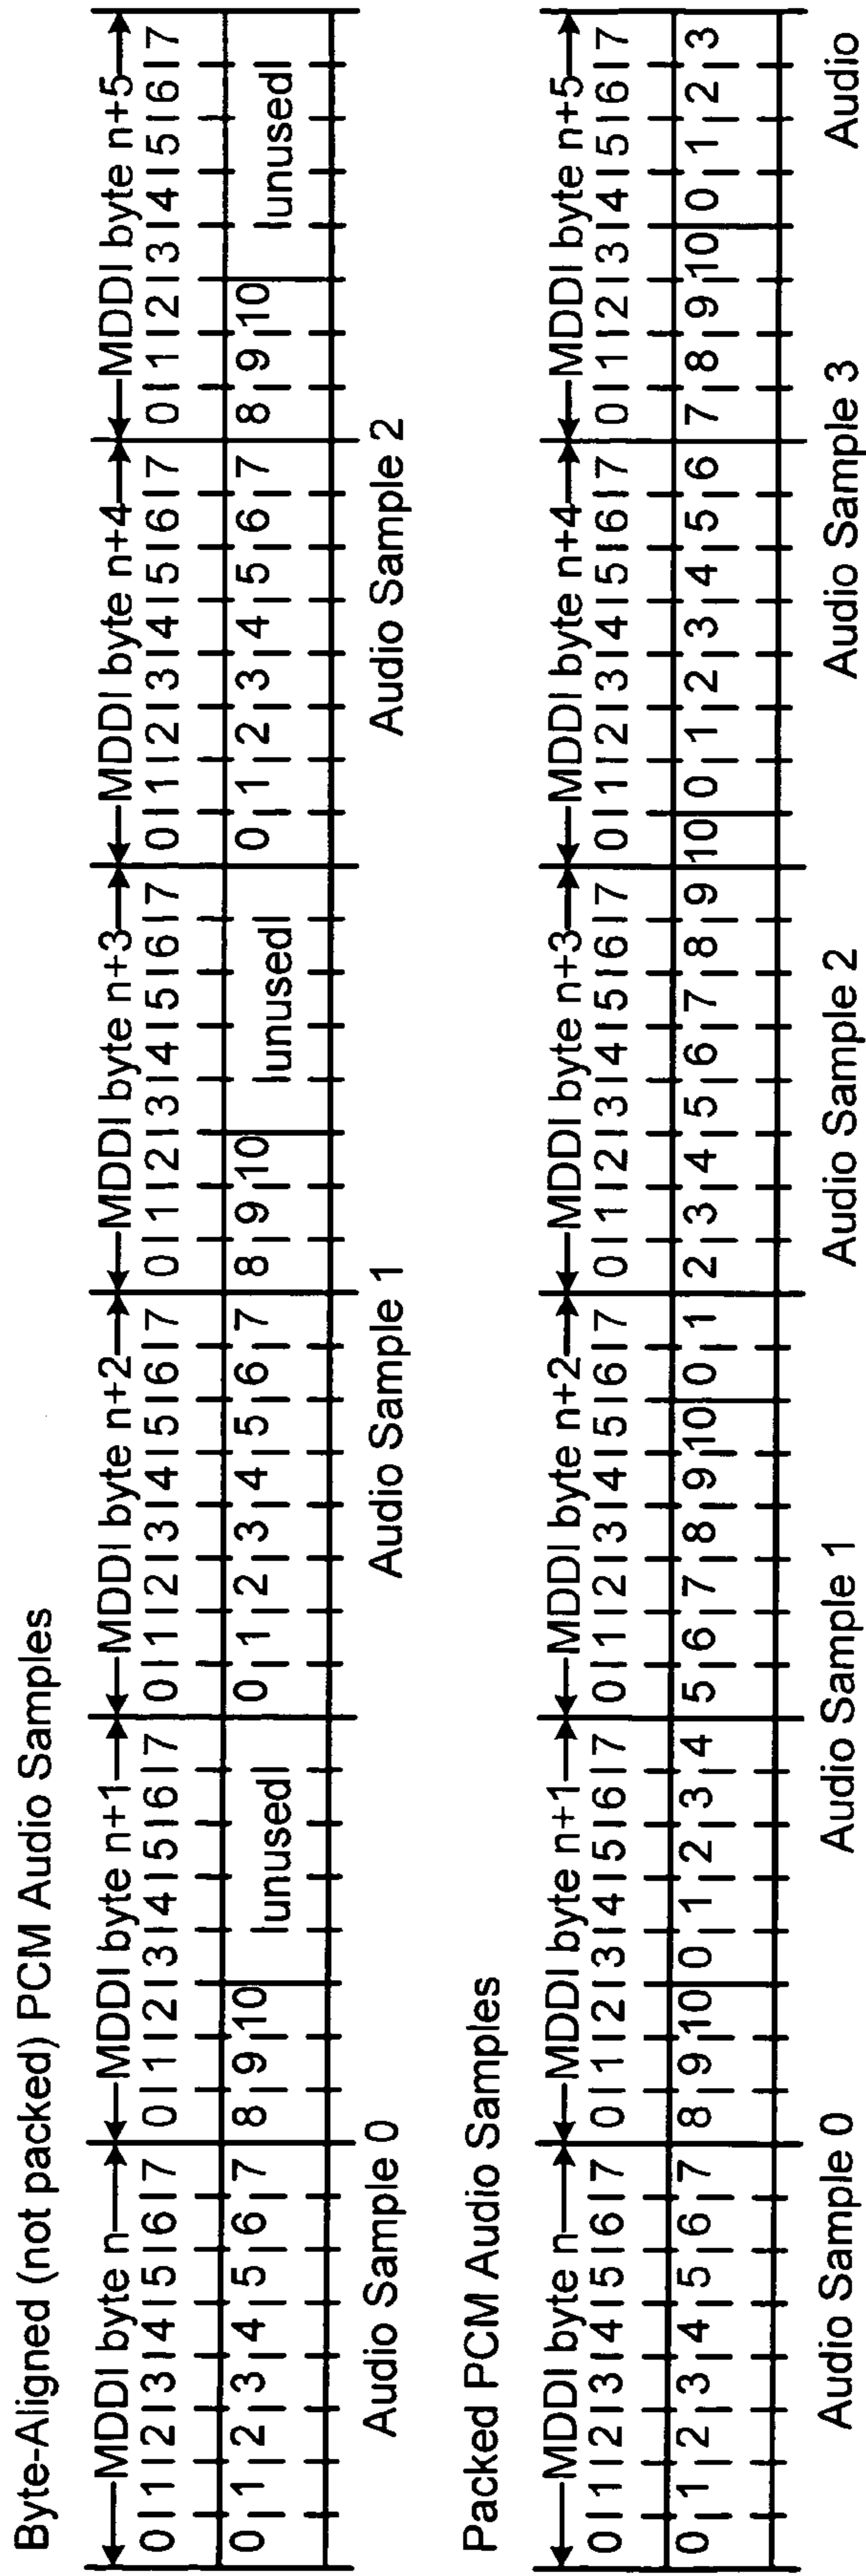 Byte-Aligned (not packed) PCM Audio Samples
MDDI byte n MDDI byte n+1 MDDI byte n+2 MDDI byte n+3 MDDI byte n+4 MDDI byte n+5
0 1 2 3 4 5 6 7 0 1 2 3 4 5 6 7 0 1 2 3 4 5 6 7 0 1 2 3 4 5 6 7 0 1 2 3 4 5 6 7 0 1 2 3 4 5 6 7
0 1 2 3 4 5 6 7 8 9 10 unused 0 1 2 3 4 5 6 7 8 9 10 unused 0 1 2 3 4 5 6 7 8 9 10 unused
Audio Sample 0 Audio Sample 1 Audio Sample 2
Packed PCM Audio Samples
MDDI byte n MDDI byte n+1 MDDI byte n+2 MDDI byte n+3 MDDI byte n+4 MDDI byte n+5
0 1 2 3 4 5 6 7 0 1 2 3 4 5 6 7 0 1 2 3 4 5 6 7 0 1 2 3 4 5 6 7 0 1 2 3 4 5 6 7 0 1 2 3 4 5 6 7
0 1 2 3 4 5 6 7 8 9 10 0 1 2 3 4 5 6 7 8 9 10 0 1 2 3 4 5 6 7 8 9 10 0 1 2 3 4 5 6 7 8 9 10 0 1 2 3
Audio Sample 0 Audio Sample 1 Audio Sample 2 Audio Sample 3 Audio